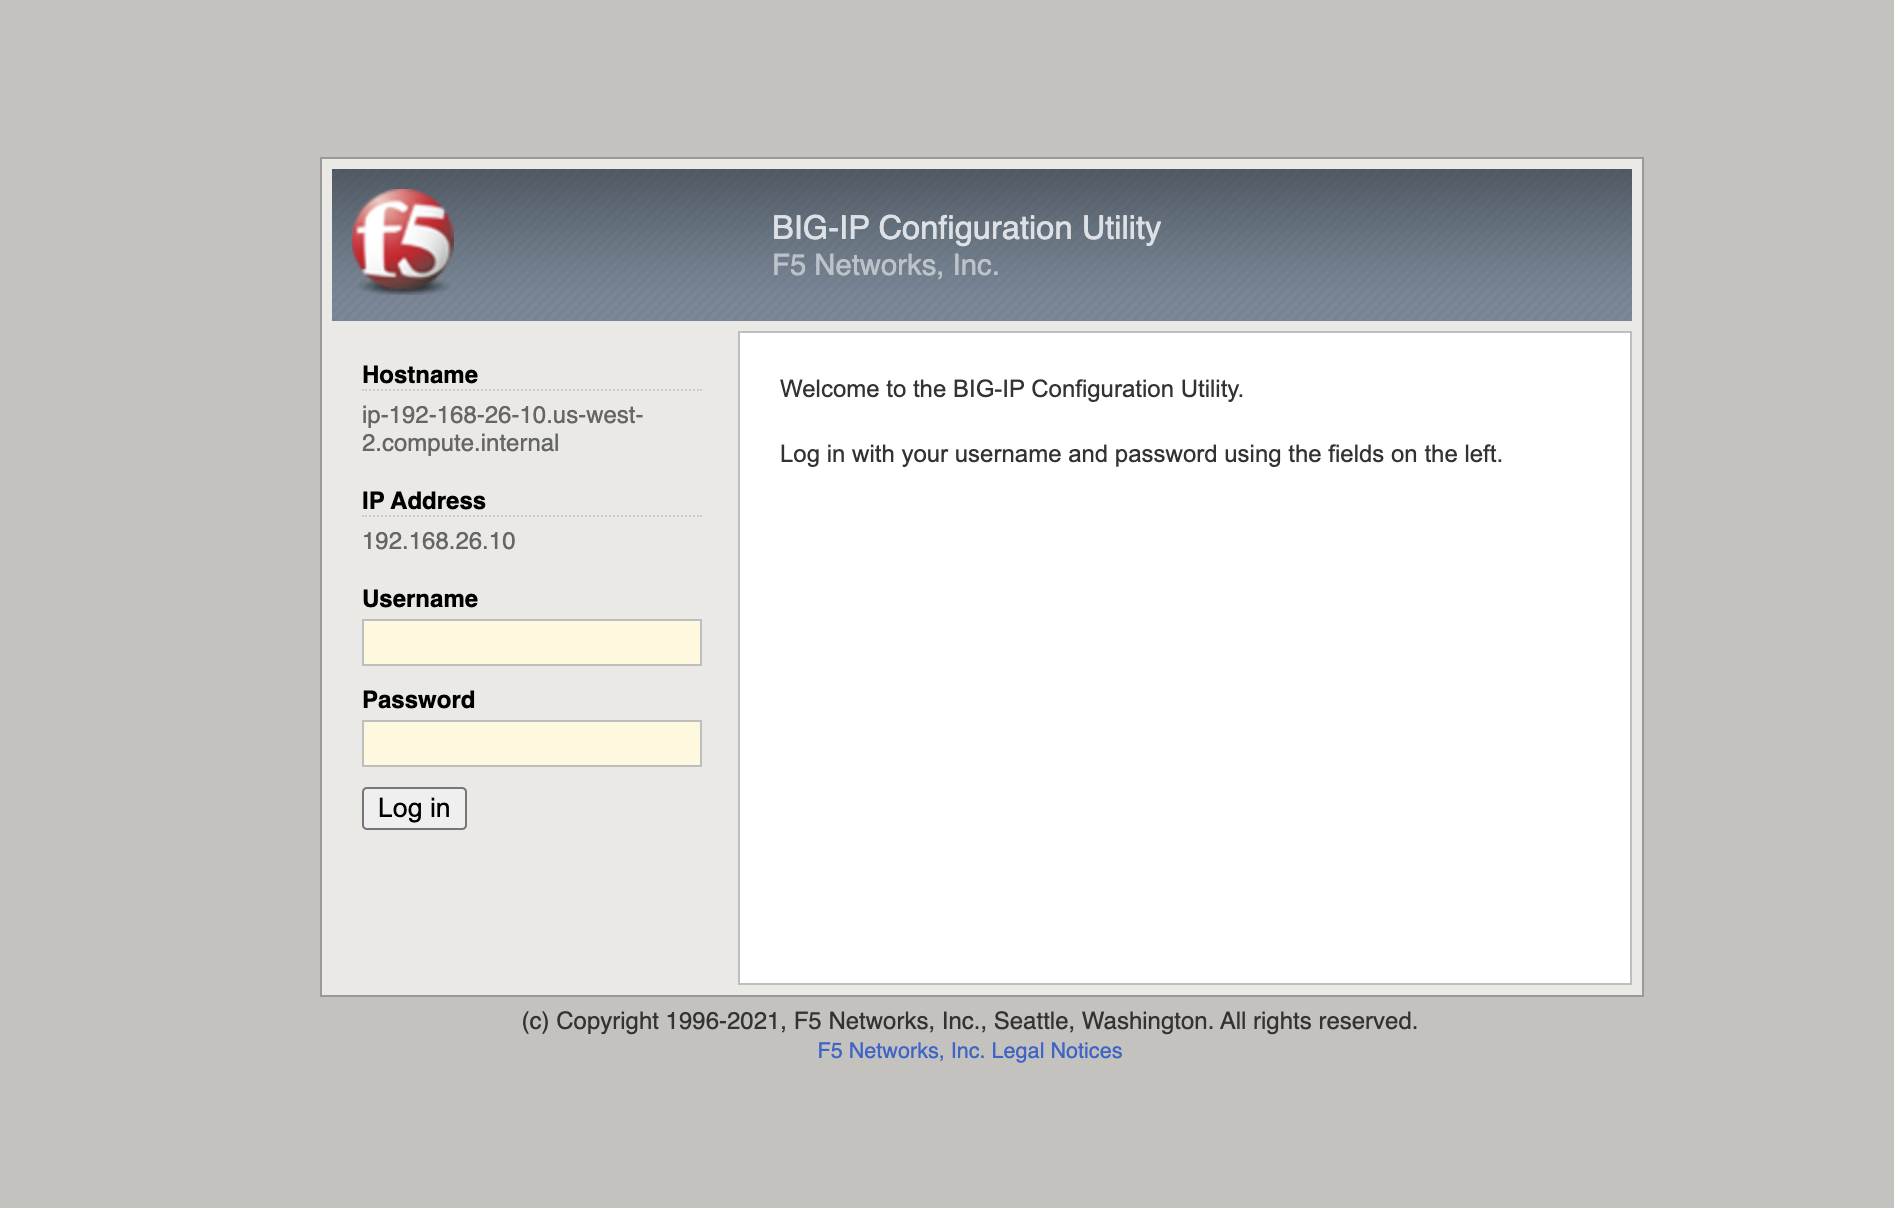 f5
BIG-IP Configuration Utility
F5 Networks, Inc.
Hostname
ip-192-168-26-10.us-west-
2.compute.internal
IP Address
192.168.26.10
Username
Password
Log in
Welcome to the BIG-IP Configuration Utility.
Log in with your username and password using the fields on the left.
(c) Copyright 1996-2021, F5 Networks, Inc., Seattle, Washington. All rights reserved.
F5 Networks, Inc. Legal Notices